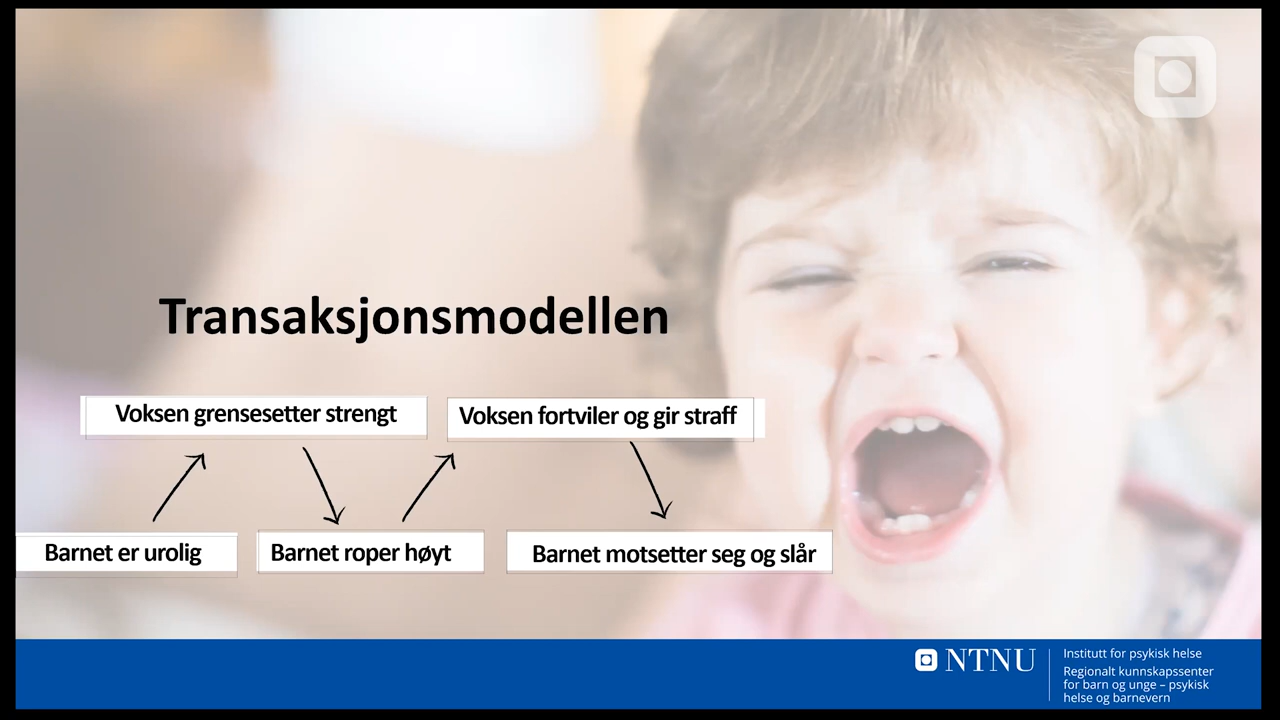 Transaksjonsmodellen
Voksen grensesetter strengt
Voksen fortviler og gir straff
Barnet er urolig
Barnet roper høyt
Barnet motsetter seg og slår
NTNU
Institutt for psykisk helse
Regionalt kunnskapssenter
for barn og unge – psykisk
helse og barnevern